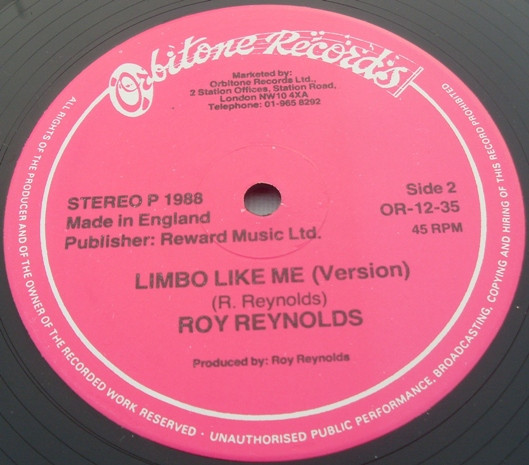 Orbitone Records
Marketed by:
Orbitone Records Ltd.,
2 Station Offices, Station Road,
London NW10 4XA
Telephone: 01-965 8292
STEREO P 1988
Made in England
Publisher: Reward Music Ltd.
Side 2
OR-12-35
45 RPM
LIMBO LIKE ME (Version)
(R. Reynolds)
ROY REYNOLDS
Produced by: Roy Reynolds
ALL RIGHTS OF THE PRODUCER AND OF THE OWNER OF THE RECORDED WORK RESERVED · UNAUTHORISED PUBLIC PERFORMANCE, BROADCASTING, COPYING AND HIRING OF THIS RECORD PROHIBITED